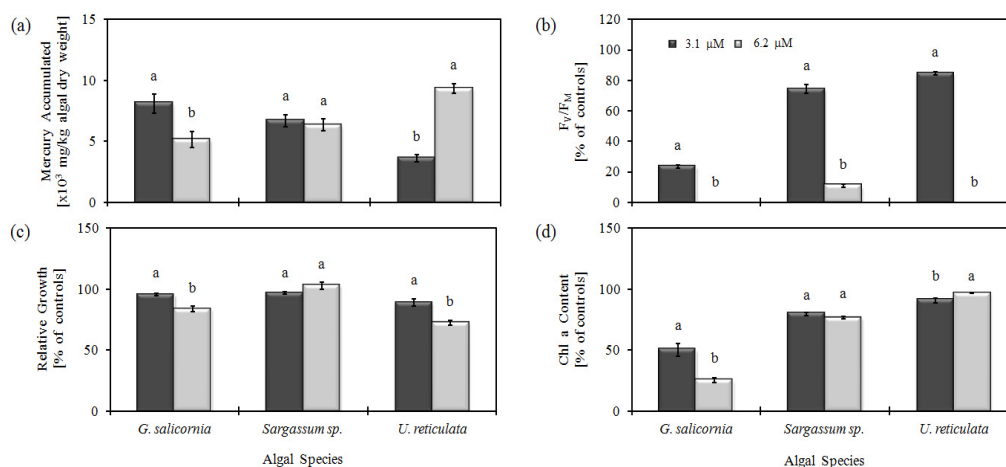 (a)
Mercury Accumulated
[x10³ mg/kg algal dry weight]
15
10
5
0
a
b
a
a
b
a
(b)
Fᵥ/Fₘ
[% of controls]
120
100
80
60
40
20
0
3.1 μM
6.2 μM
a
b
a
b
a
b
(c)
Relative Growth
[% of controls]
150
100
50
0
a
b
a
a
a
b
G. salicornia
Sargassum sp.
U. reticulata
Algal Species
(d)
Chl a Content
[% of controls]
150
100
50
0
a
b
a
a
b
a
G. salicornia
Sargassum sp.
U. reticulata
Algal Species